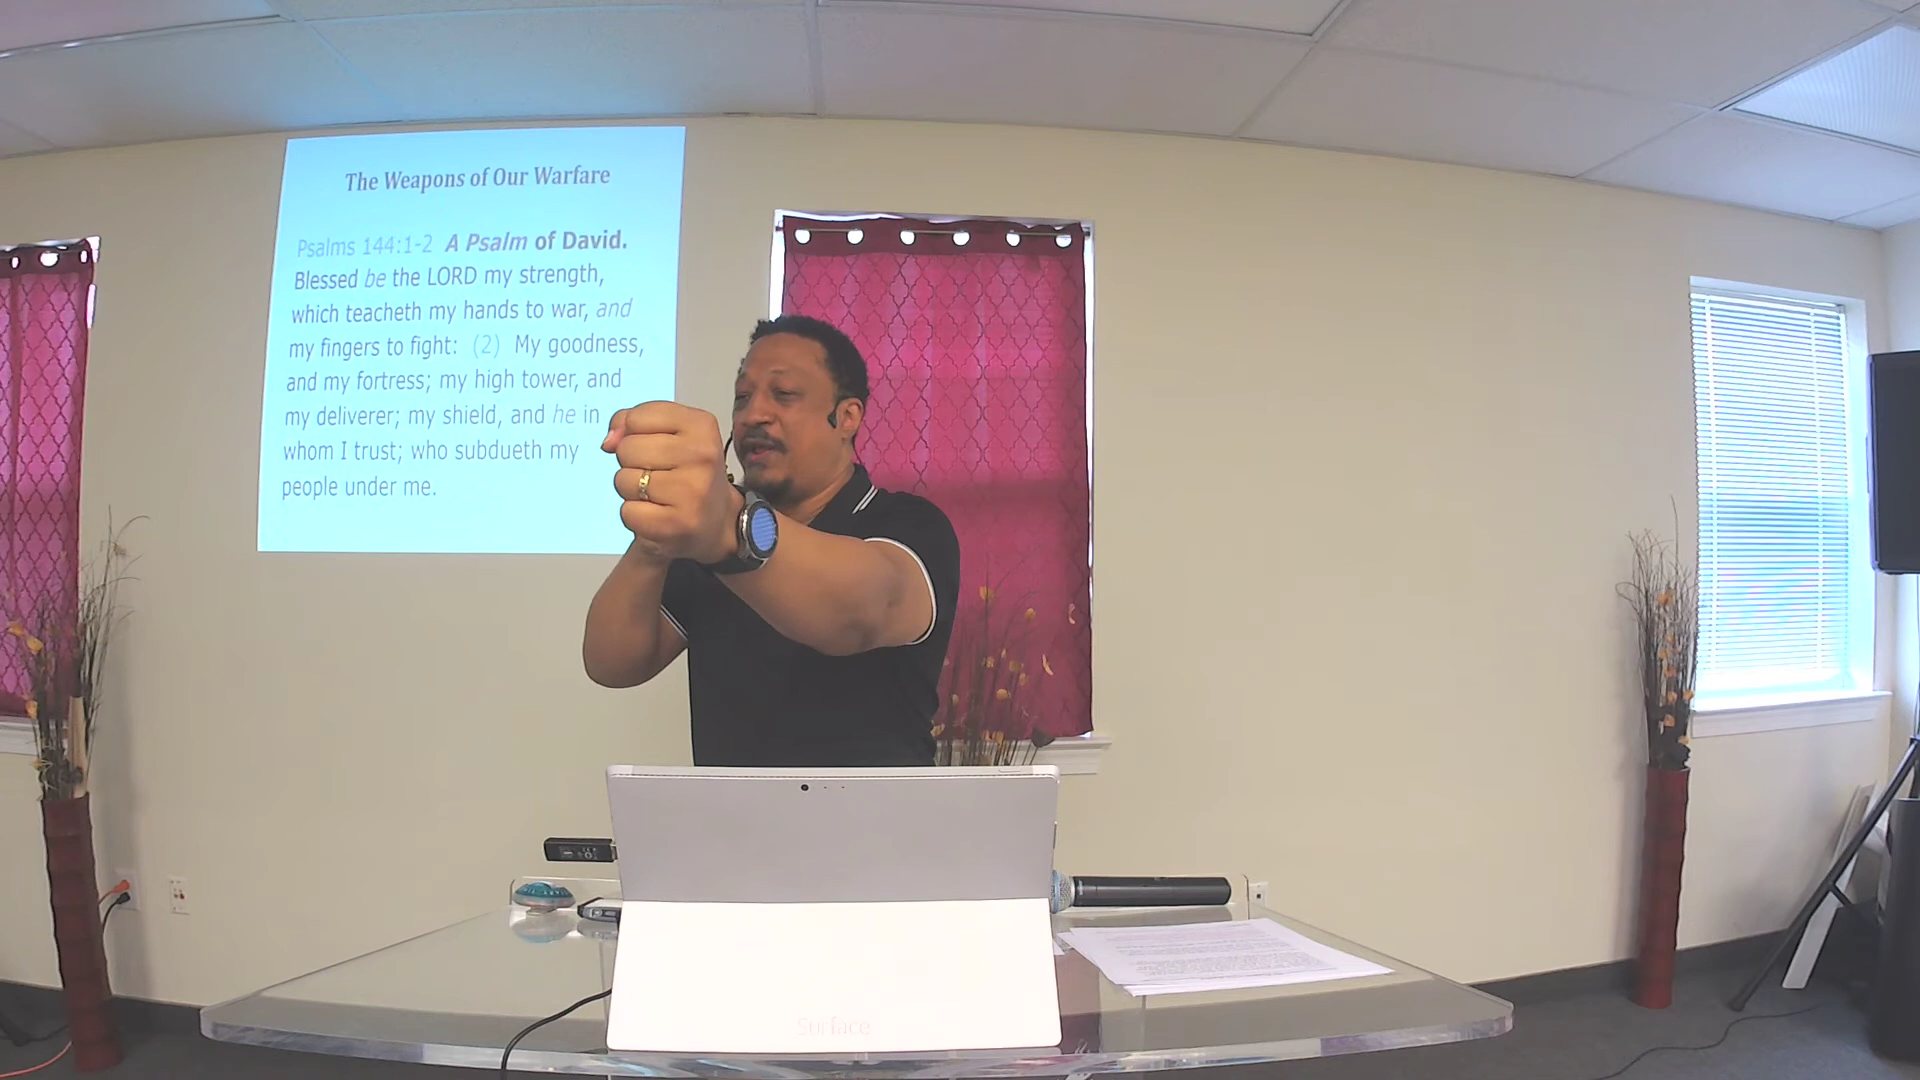 The Weapons of Our Warfare
Psalms 144:1-2 A Psalm of David.
Blessed be the LORD my strength,
which teacheth my hands to war, and
my fingers to fight: (2) My goodness,
and my fortress; my high tower, and
my deliverer; my shield, and he in
whom I trust; who subdueth my
people under me.
Surface